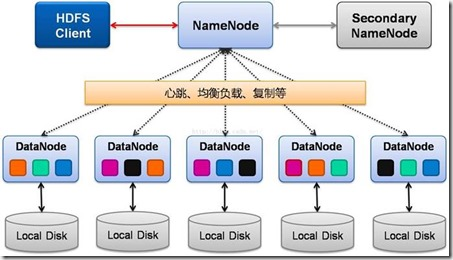 HDFS
Client
NameNode
Secondary
NameNode
心跳、均衡负载、复制等
DataNode
DataNode
DataNode
DataNode
DataNode
Local Disk
Local Disk
Local Disk
Local Disk
Local Disk